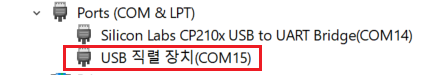 Ports (COM & LPT)
Silicon Labs CP210x USB to UART Bridge(COM14)
USB 직렬 장치(COM15)